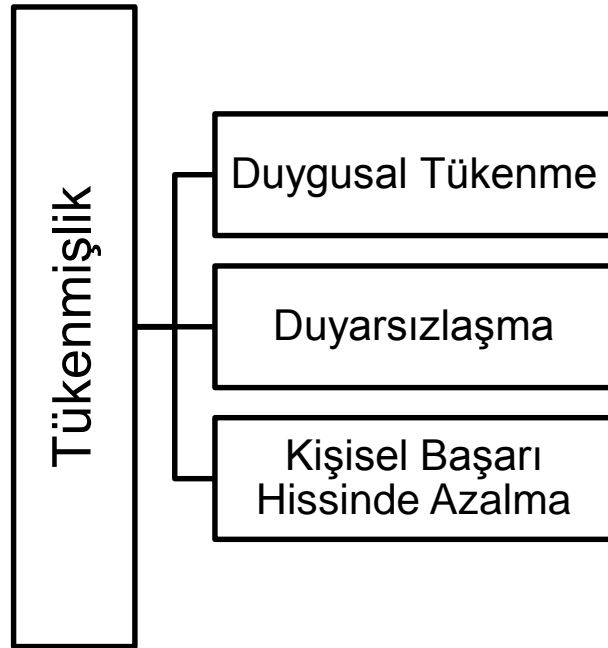 Tükenmişlik
Duygusal Tükenme
Duyarsızlaşma
Kişisel Başarı
Hissinde Azalma